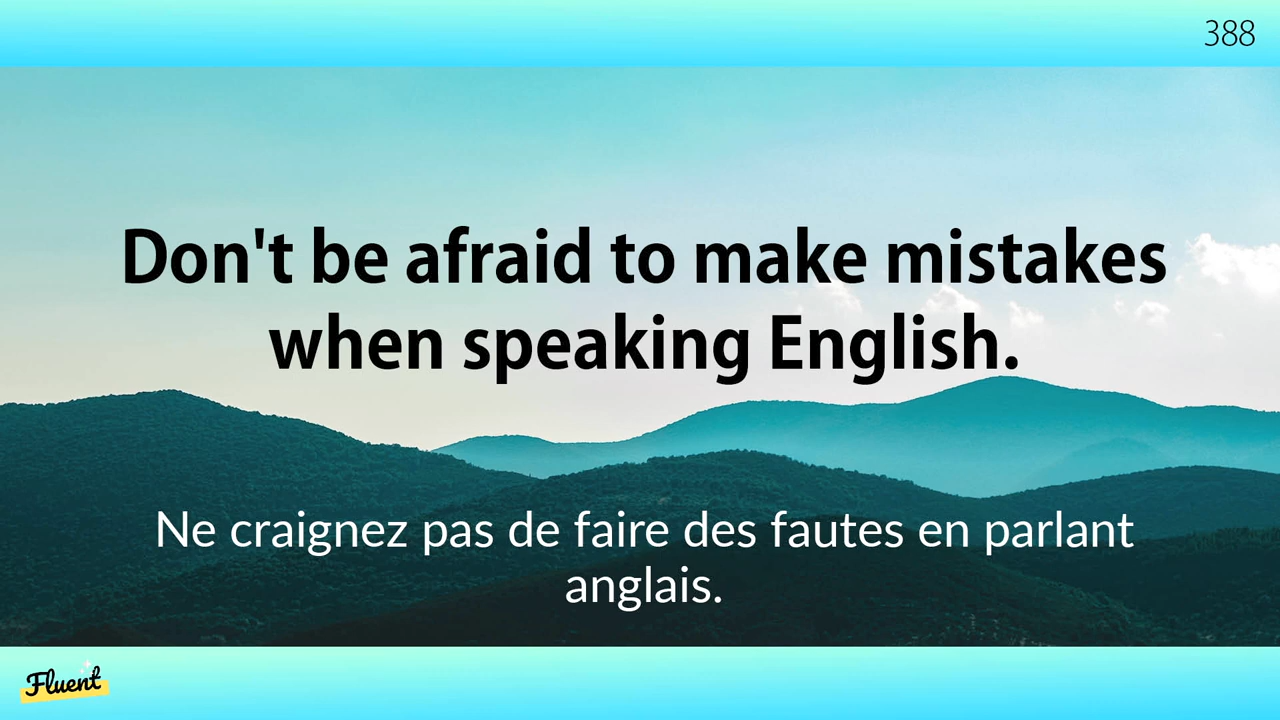 388
Don't be afraid to make mistakes
when speaking English.
Ne craignez pas de faire des fautes en parlant
anglais.
Fluent